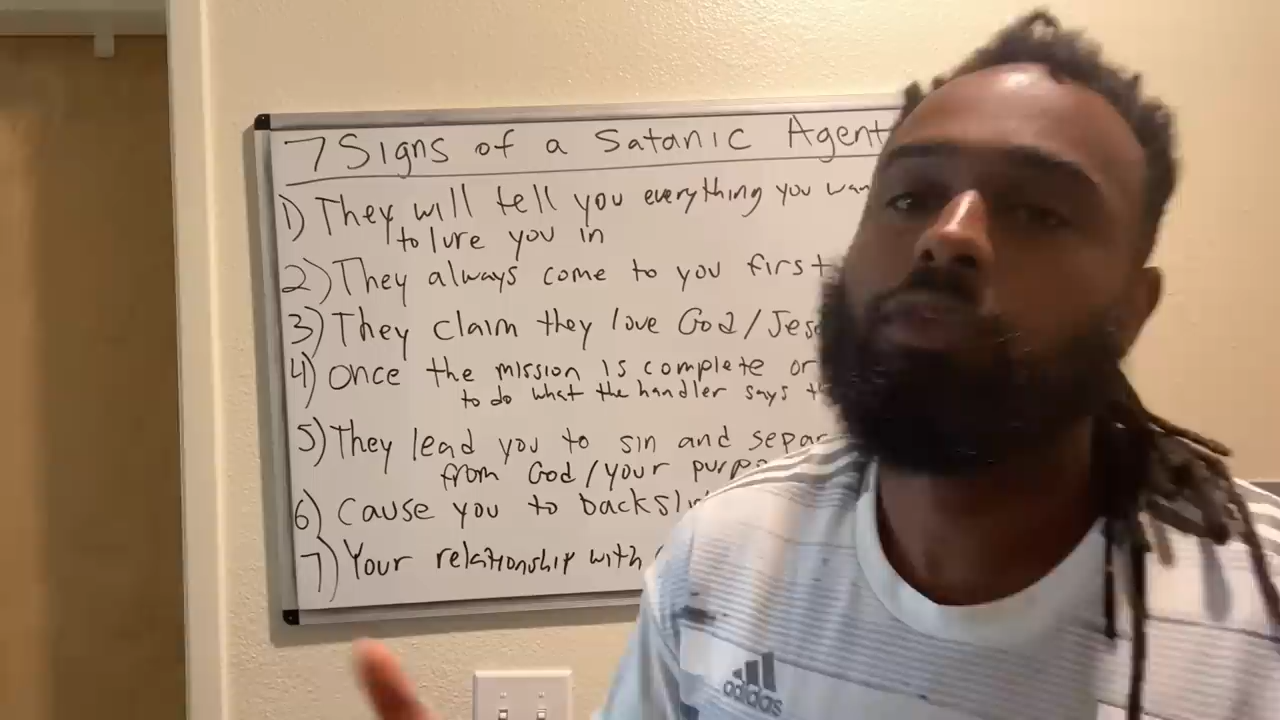 7 Signs of a Satanic Agent
1) They will tell you everything you
to lure you in
2) They always come to you first
3) They claim they love God/
4) Once the mission is complete or
to do what the handler says
5) They lead you to sin and
from God/your
6) Cause you to
7) Your relationship with
adidas